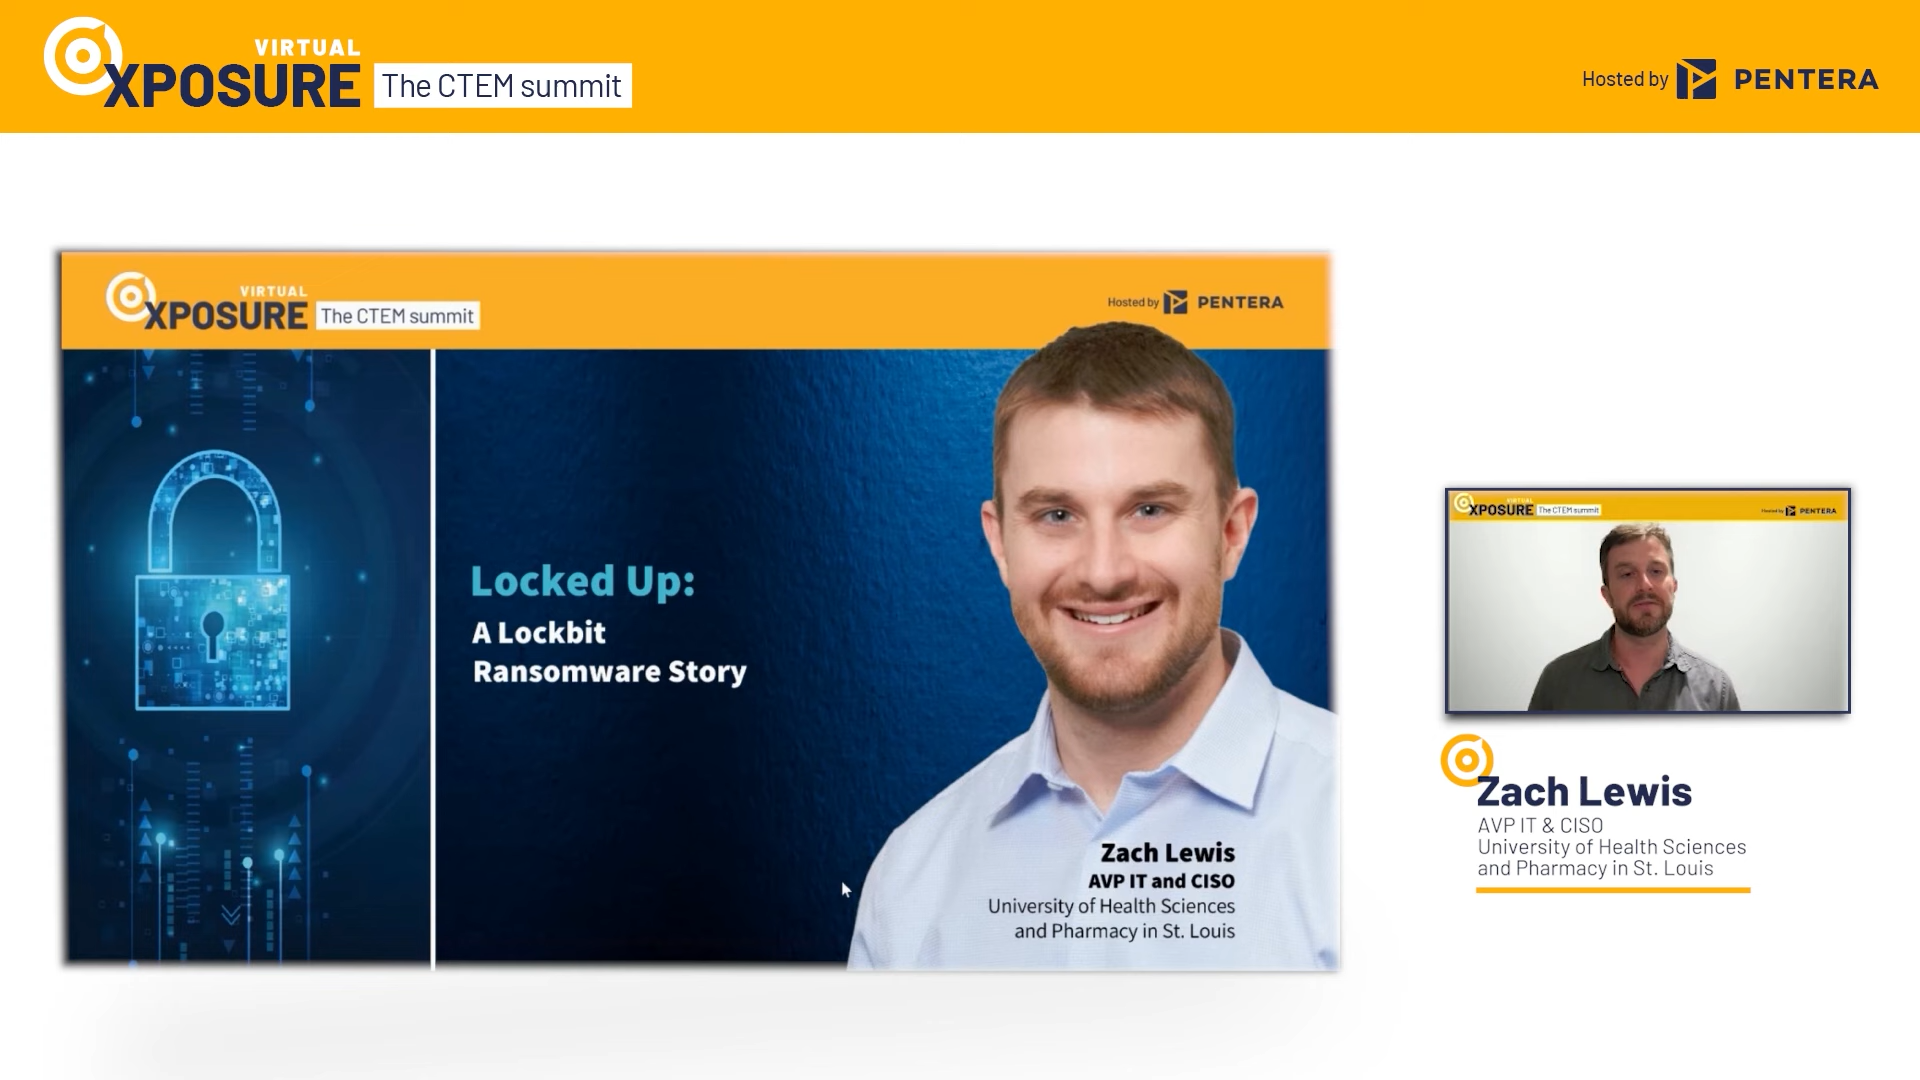 VIRTUAL
XPOSURE The CTEM summit
Hosted by PENTERA
VIRTUAL
XPOSURE The CTEM summit
Hosted by PENTERA
Locked Up:
A Lockbit
Ransomware Story
Zach Lewis
AVP IT and CISO
University of Health Sciences
and Pharmacy in St. Louis
VIRTUAL
XPOSURE The CTEM summit
Hosted by PENTERA
Zach Lewis
AVP IT & CISO
University of Health Sciences
and Pharmacy in St. Louis